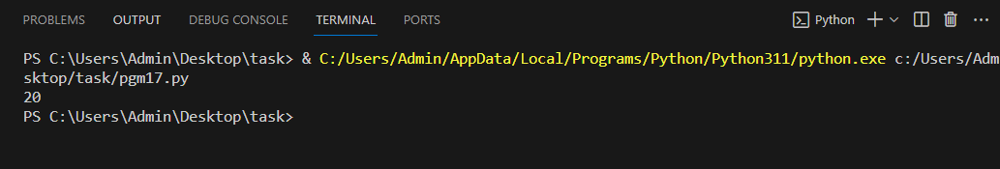 PROBLEMS OUTPUT DEBUG CONSOLE TERMINAL PORTS Python
PS C:\Users\Admin\Desktop\task> & C:/Users/Admin/AppData/Local/Programs/Python/Python311/python.exe c:/Users/Adm
sktop/task/pgm17.py
20
PS C:\Users\Admin\Desktop\task>